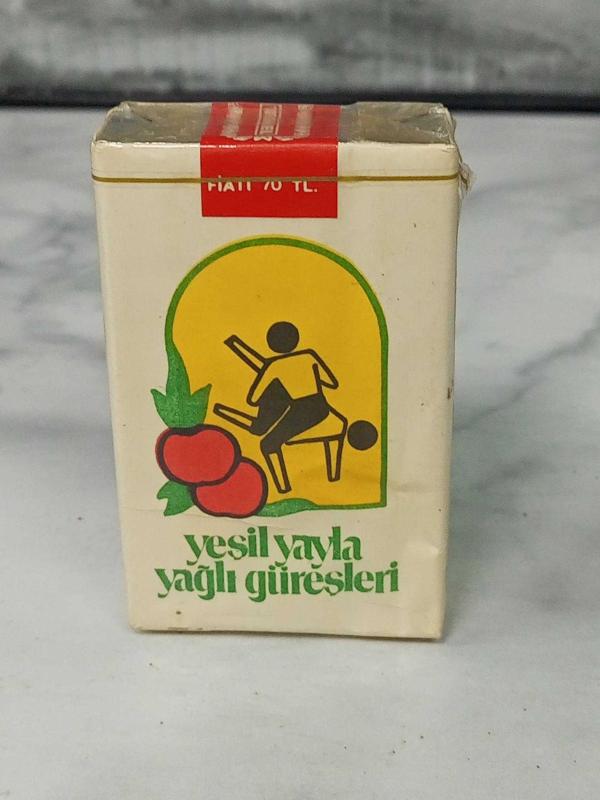 FİATI 70 TL.
yeşil yayla
yağlı güreşleri